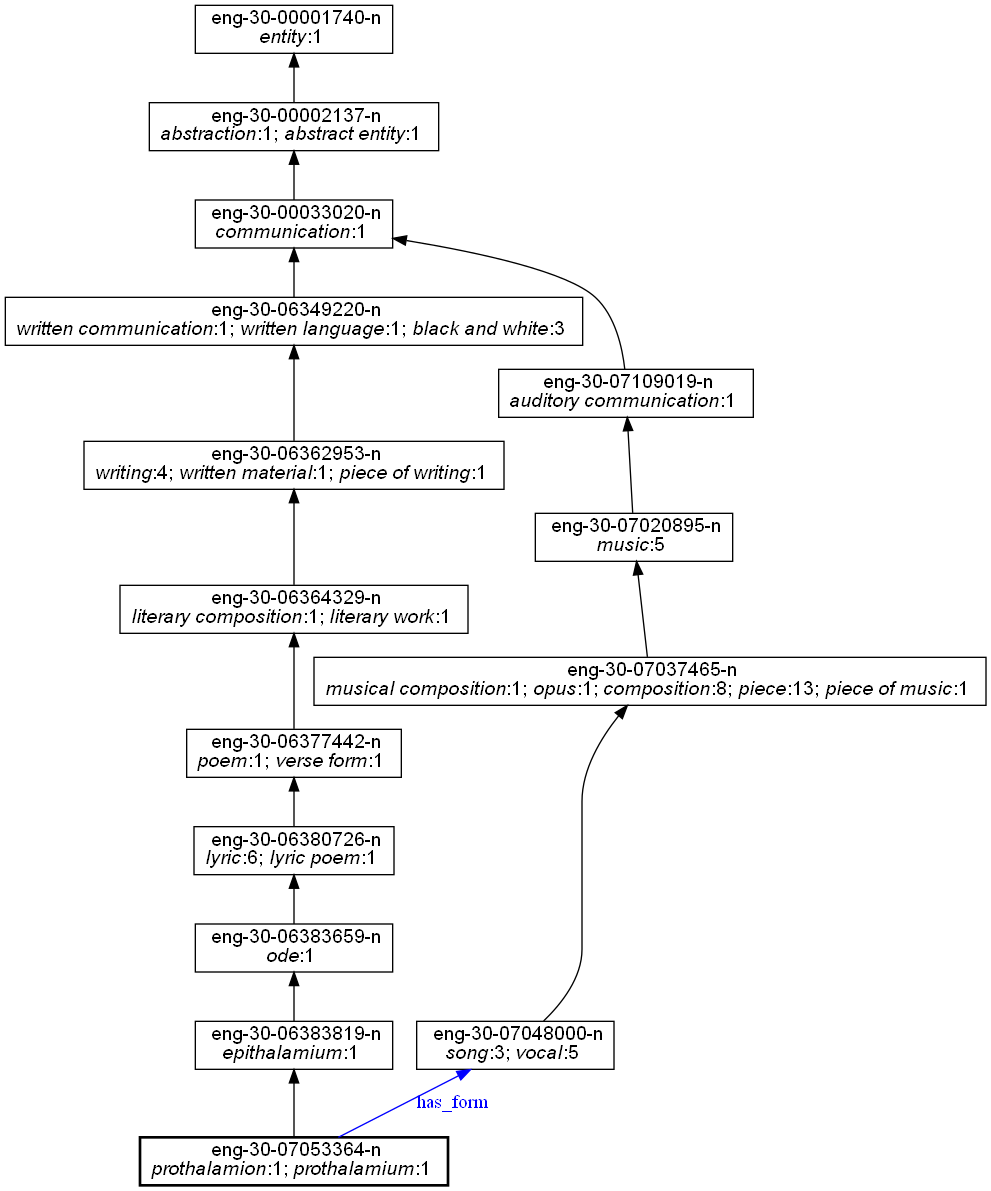 eng-30-00001740-n
entity:1
eng-30-00002137-n
abstraction:1; abstract entity:1
eng-30-00033020-n
communication:1
eng-30-06349220-n
written communication:1; written language:1; black and white:3
eng-30-07109019-n
auditory communication:1
eng-30-06362953-n
writing:4; written material:1; piece of writing:1
eng-30-07020895-n
music:5
eng-30-06364329-n
literary composition:1; literary work:1
eng-30-07037465-n
musical composition:1; opus:1; composition:8; piece:13; piece of music:1
eng-30-06377442-n
poem:1; verse form:1
eng-30-06380726-n
lyric:6; lyric poem:1
eng-30-06383659-n
ode:1
eng-30-06383819-n
epithalamium:1
eng-30-07048000-n
song:3; vocal:5
has_form
eng-30-07053364-n
prothalamion:1; prothalamium:1